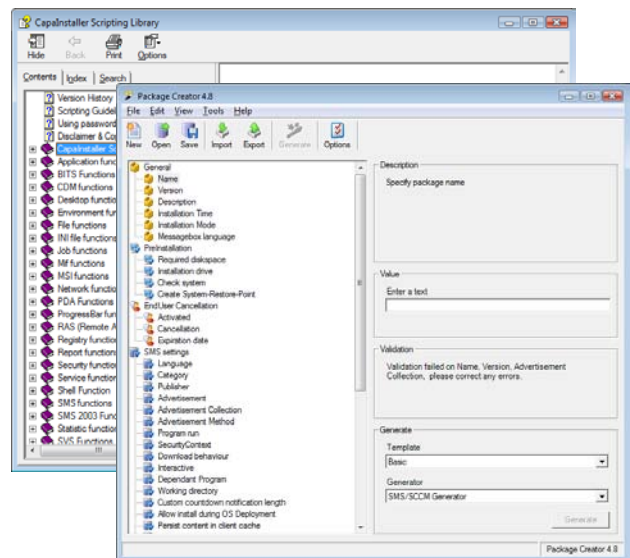 CapaInstaller Scripting Library
Hide Back Print Options
Contents Index Search
Version History
Scripting Guideli
Using password
Disclaimer & Co
CapaInstaller Sc
Application func
BITS Functions
CDM functions
Desktop functio
Environment fun
File functions
INI file functions
Job functions
Mif functions
MSI functions
Network functio
PDA Functions
ProgressBar fun
RAS (Remote A
Registry functio
Report functions
Security functio
Service function
Shell Function
SMS functions
SMS 2003 Func
Statistic function
SVS Functions
Package Creator 4.8
File Edit View Tools Help
New Open Save Import Export Generate Options
General
Name
Version
Description
Installation Time
Installation Mode
Messagebox language
PreInstallation
Required diskspace
Installation drive
Check system
Create System-Restore-Point
EndUser Cancellation
Activated
Cancellation
Expiration date
SMS settings
Language
Category
Publisher
Advertisement
Advertisement Collection
Advertisement Method
Program run
SecurityContext
Download behaviour
Interactive
Dependant Program
Working directory
Custom countdown notification length
Allow install during OS Deployment
Persist content in client cache
Description
Specify package name
Value
Enter a text
Validation
Validation failed on Name, Version, Advertisement
Collection, please correct any errors.
Generate
Template
Basic
Generator
SMS/SCCM Generator
Generate
Package Creator 4.8